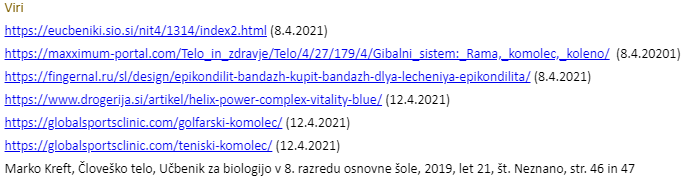 Viri
https://eucbeniki.sio.si/nit4/1314/index2.html (8.4.2021)
https://maxximum-portal.com/Telo_in_zdravje/Telo/4/27/179/4/Gibalni_sistem:_Rama,_komolec,_koleno/ (8.4.20201)
https://fingernal.ru/sl/design/epikondilit-bandazh-kupit-bandazh-dlya-lecheniya-epikondilita/ (8.4.2021)
https://www.drogerija.si/artikel/helix-power-complex-vitality-blue/ (12.4.2021)
https://globalsportsclinic.com/golfarski-komolec/ (12.4.2021)
https://globalsportsclinic.com/teniski-komolec/ (12.4.2021)
Marko Kreft, Človeško telo, Učbenik za biologijo v 8. razredu osnovne šole, 2019, let 21, št. Neznano, str. 46 in 47